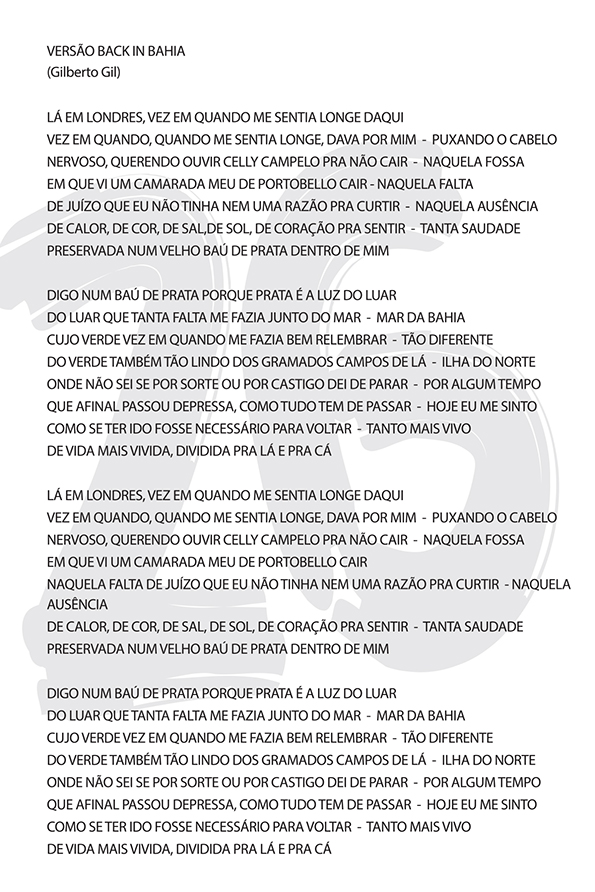 VERSÃO BACK IN BAHIA
(Gilberto Gil)
LÁ EM LONDRES, VEZ EM QUANDO ME SENTIA LONGE DAQUI
VEZ EM QUANDO, QUANDO ME SENTIA LONGE, DAVA POR MIM - PUXANDO O CABELO
NERVOSO, QUERENDO OUVIR CELLY CAMPELO PRA NÃO CAIR - NAQUELA FOSSA
EM QUE VI UM CAMARADA MEU DE PORTOBELLO CAIR - NAQUELA FALTA
DE JUÍZO QUE EU NÃO TINHA NEM UMA RAZÃO PRA CURTIR - NAQUELA AUSÊNCIA
DE CALOR, DE COR, DE SAL,DE SOL, DE CORAÇÃO PRA SENTIR - TANTA SAUDADE
PRESERVADA NUM VELHO BAÚ DE PRATA DENTRO DE MIM
DIGO NUM BAÚ DE PRATA PORQUE PRATA É A LUZ DO LUAR
DO LUAR QUE TANTA FALTA ME FAZIA JUNTO DO MAR - MAR DA BAHIA
CUJO VERDE VEZ EM QUANDO ME FAZIA BEM RELEMBRAR - TÃO DIFERENTE
DO VERDE TAMBÉM TÃO LINDO DOS GRAMADOS CAMPOS DE LÁ - ILHA DO NORTE
ONDE NÃO SEI SE POR SORTE OU POR CASTIGO DEI DE PARAR - POR ALGUM TEMPO
QUE AFINAL PASSOU DEPRESSA, COMO TUDO TEM DE PASSAR - HOJE EU ME SINTO
COMO SE TER IDO FOSSE NECESSÁRIO PARA VOLTAR - TANTO MAIS VIVO
DE VIDA MAIS VIVIDA, DIVIDIDA PRA LÁ E PRA CÁ
LÁ EM LONDRES, VEZ EM QUANDO ME SENTIA LONGE DAQUI
VEZ EM QUANDO, QUANDO ME SENTIA LONGE, DAVA POR MIM - PUXANDO O CABELO
NERVOSO, QUERENDO OUVIR CELLY CAMPELO PRA NÃO CAIR - NAQUELA FOSSA
EM QUE VI UM CAMARADA MEU DE PORTOBELLO CAIR
NAQUELA FALTA DE JUÍZO QUE EU NÃO TINHA NEM UMA RAZÃO PRA CURTIR - NAQUELA
AUSÊNCIA
DE CALOR, DE COR, DE SAL, DE SOL, DE CORAÇÃO PRA SENTIR - TANTA SAUDADE
PRESERVADA NUM VELHO BAÚ DE PRATA DENTRO DE MIM
DIGO NUM BAÚ DE PRATA PORQUE PRATA É A LUZ DO LUAR
DO LUAR QUE TANTA FALTA ME FAZIA JUNTO DO MAR - MAR DA BAHIA
CUJO VERDE VEZ EM QUANDO ME FAZIA BEM RELEMBRAR - TÃO DIFERENTE
DO VERDE TAMBÉM TÃO LINDO DOS GRAMADOS CAMPOS DE LÁ - ILHA DO NORTE
ONDE NÃO SEI SE POR SORTE OU POR CASTIGO DEI DE PARAR - POR ALGUM TEMPO
QUE AFINAL PASSOU DEPRESSA, COMO TUDO TEM DE PASSAR - HOJE EU ME SINTO
COMO SE TER IDO FOSSE NECESSÁRIO PARA VOLTAR - TANTO MAIS VIVO
DE VIDA MAIS VIVIDA, DIVIDIDA PRA LÁ E PRA CÁ